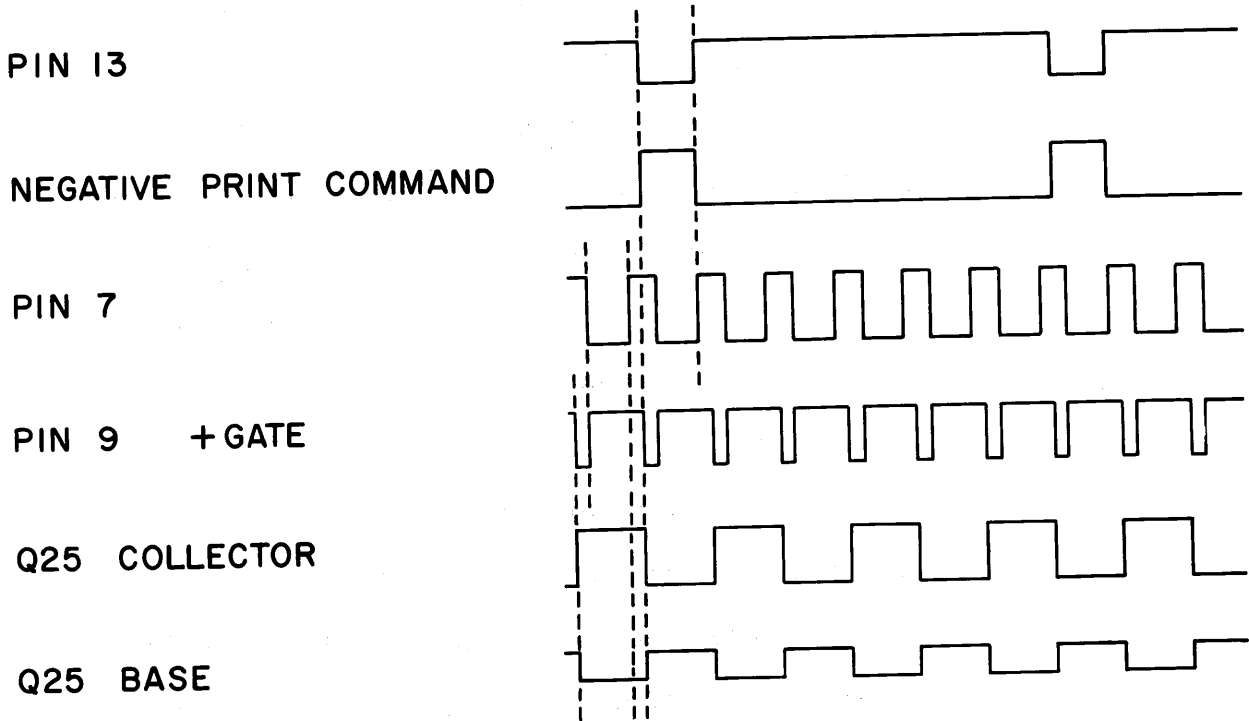 PIN 13
NEGATIVE PRINT COMMAND
PIN 7
PIN 9 + GATE
Q25 COLLECTOR
Q25 BASE